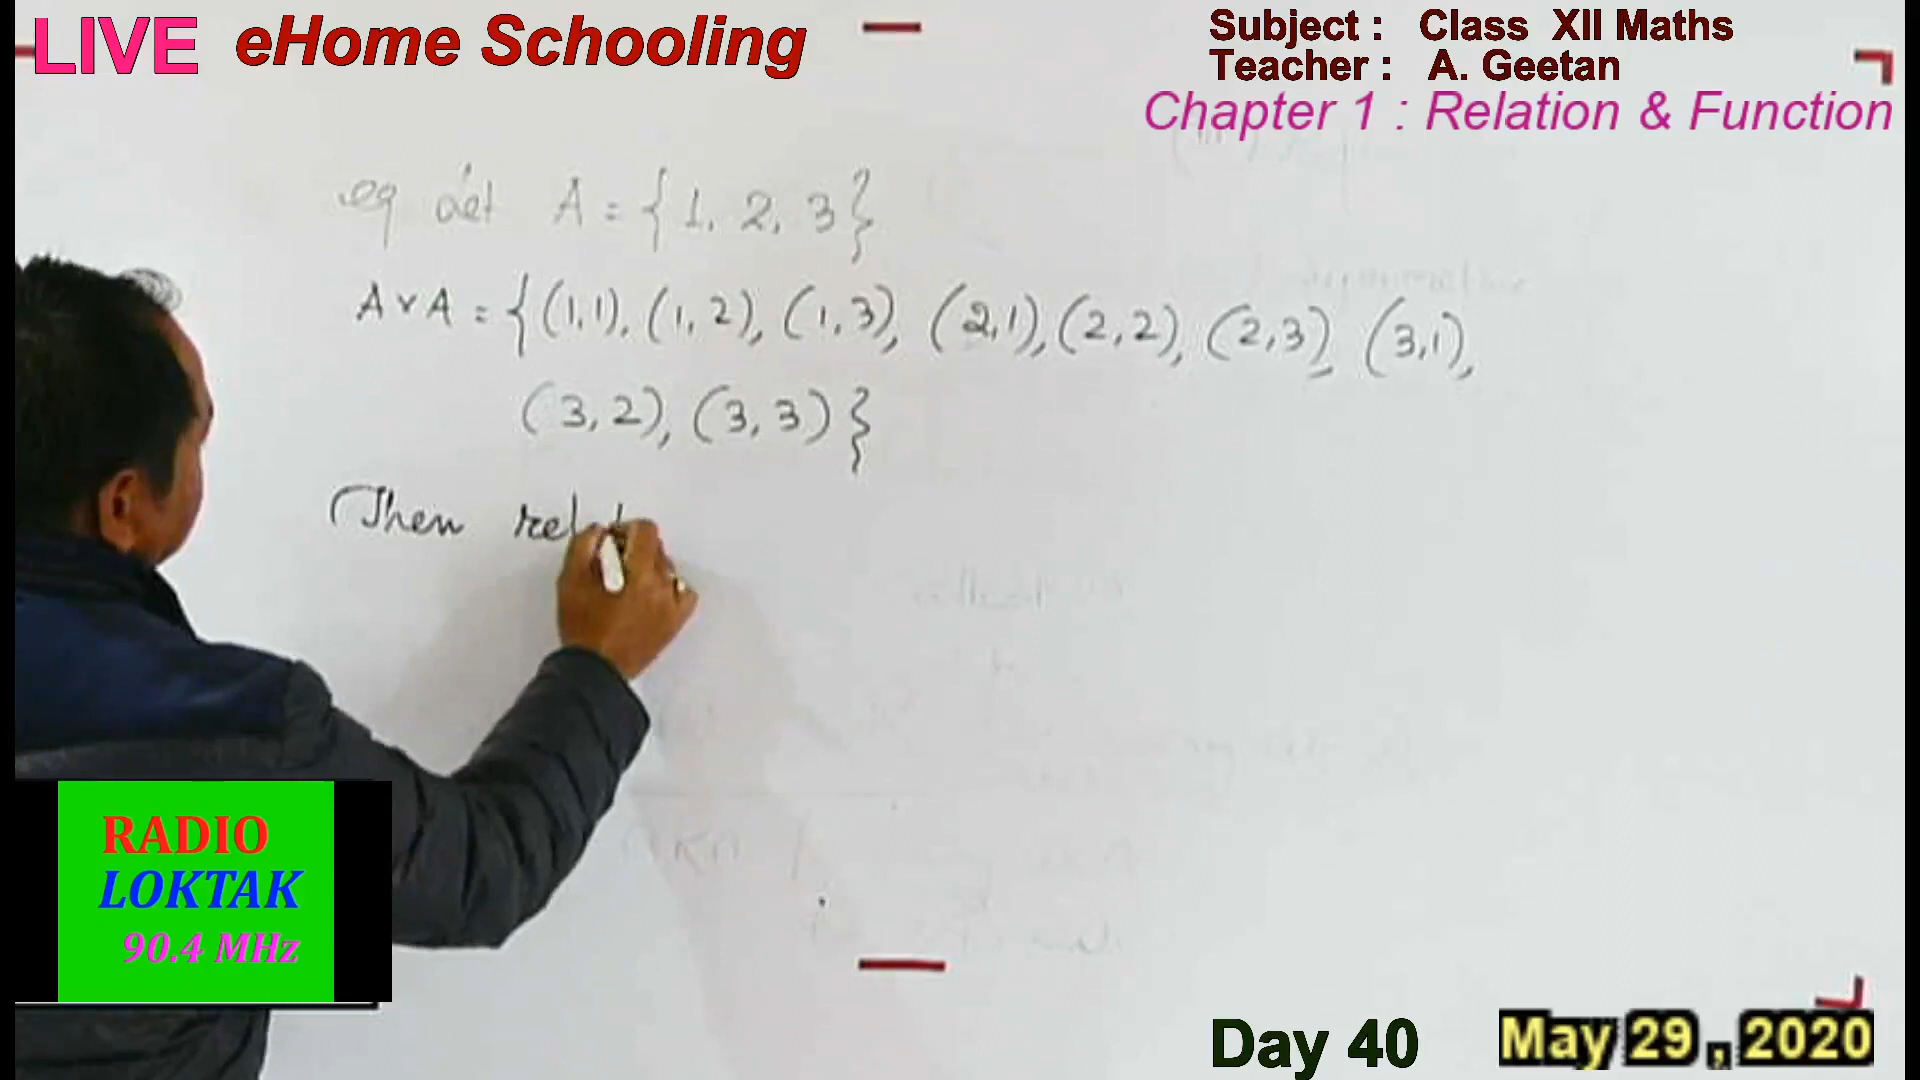 LIVE eHome Schooling
Subject : Class XII Maths
Teacher : A. Geetan
Chapter 1 : Relation & Function
eg Let A = {1, 2, 3}
A × A = {(1,1), (1,2), (1,3), (2,1), (2,2), (2,3), (3,1),
(3,2), (3,3)}
Then relat
RADIO
LOKTAK
90.4 MHz
Day 40
May 29 , 2020